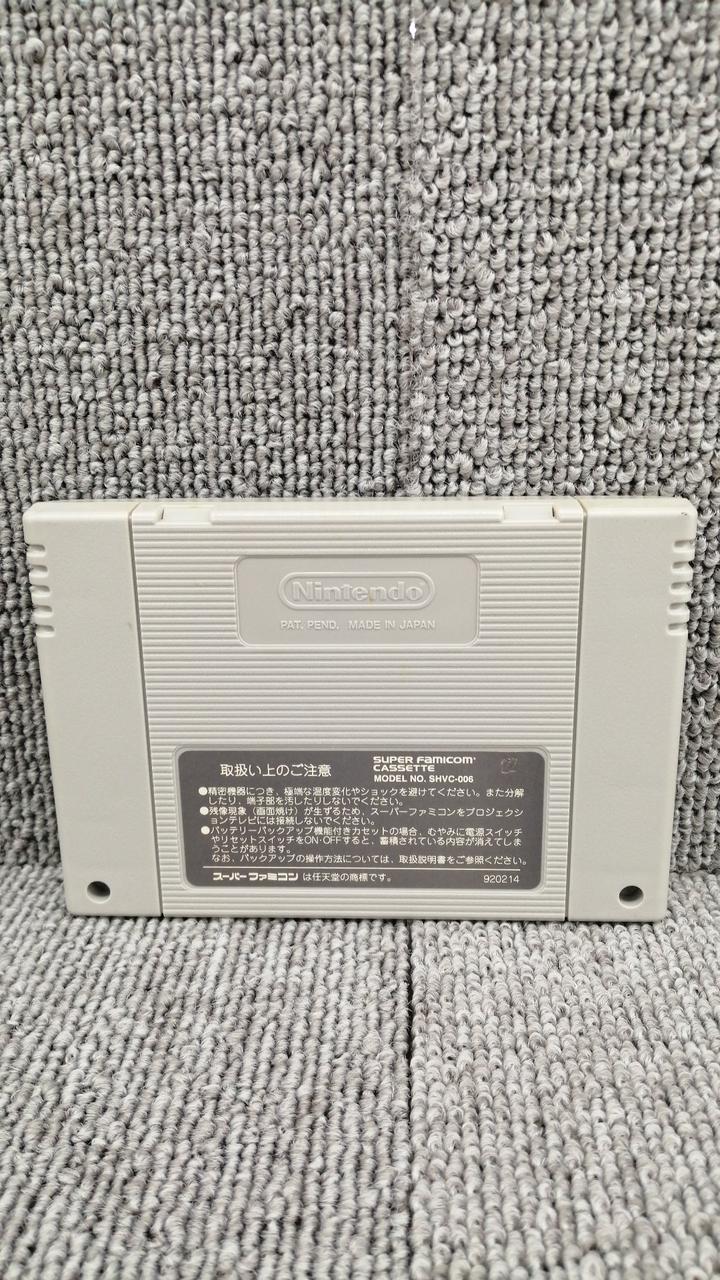 Nintendo
PAT. PEND. MADE IN JAPAN
取扱い上のご注意
SUPER FAMICOM
CASSETTE
MODEL NO. SHVC-006
●精密機器につき、極端な温度変化やショックを避けてください。また分解
したり、端子部を汚したりしないでください。
●残像現象（画面焼け）が生ずるため、スーパーファミコンをプロジェクシ
ョンテレビには接続しないでください。
●バッテリーバックアップ機能付きカセットの場合、むやみに電源スイッチ
やリセットスイッチをON・OFFすると、蓄積されている内容が消えてしま
うことがあります。
なお、バックアップの操作方法については、取扱説明書をご参照ください。
スーパーファミコン は任天堂の商標です。
920214